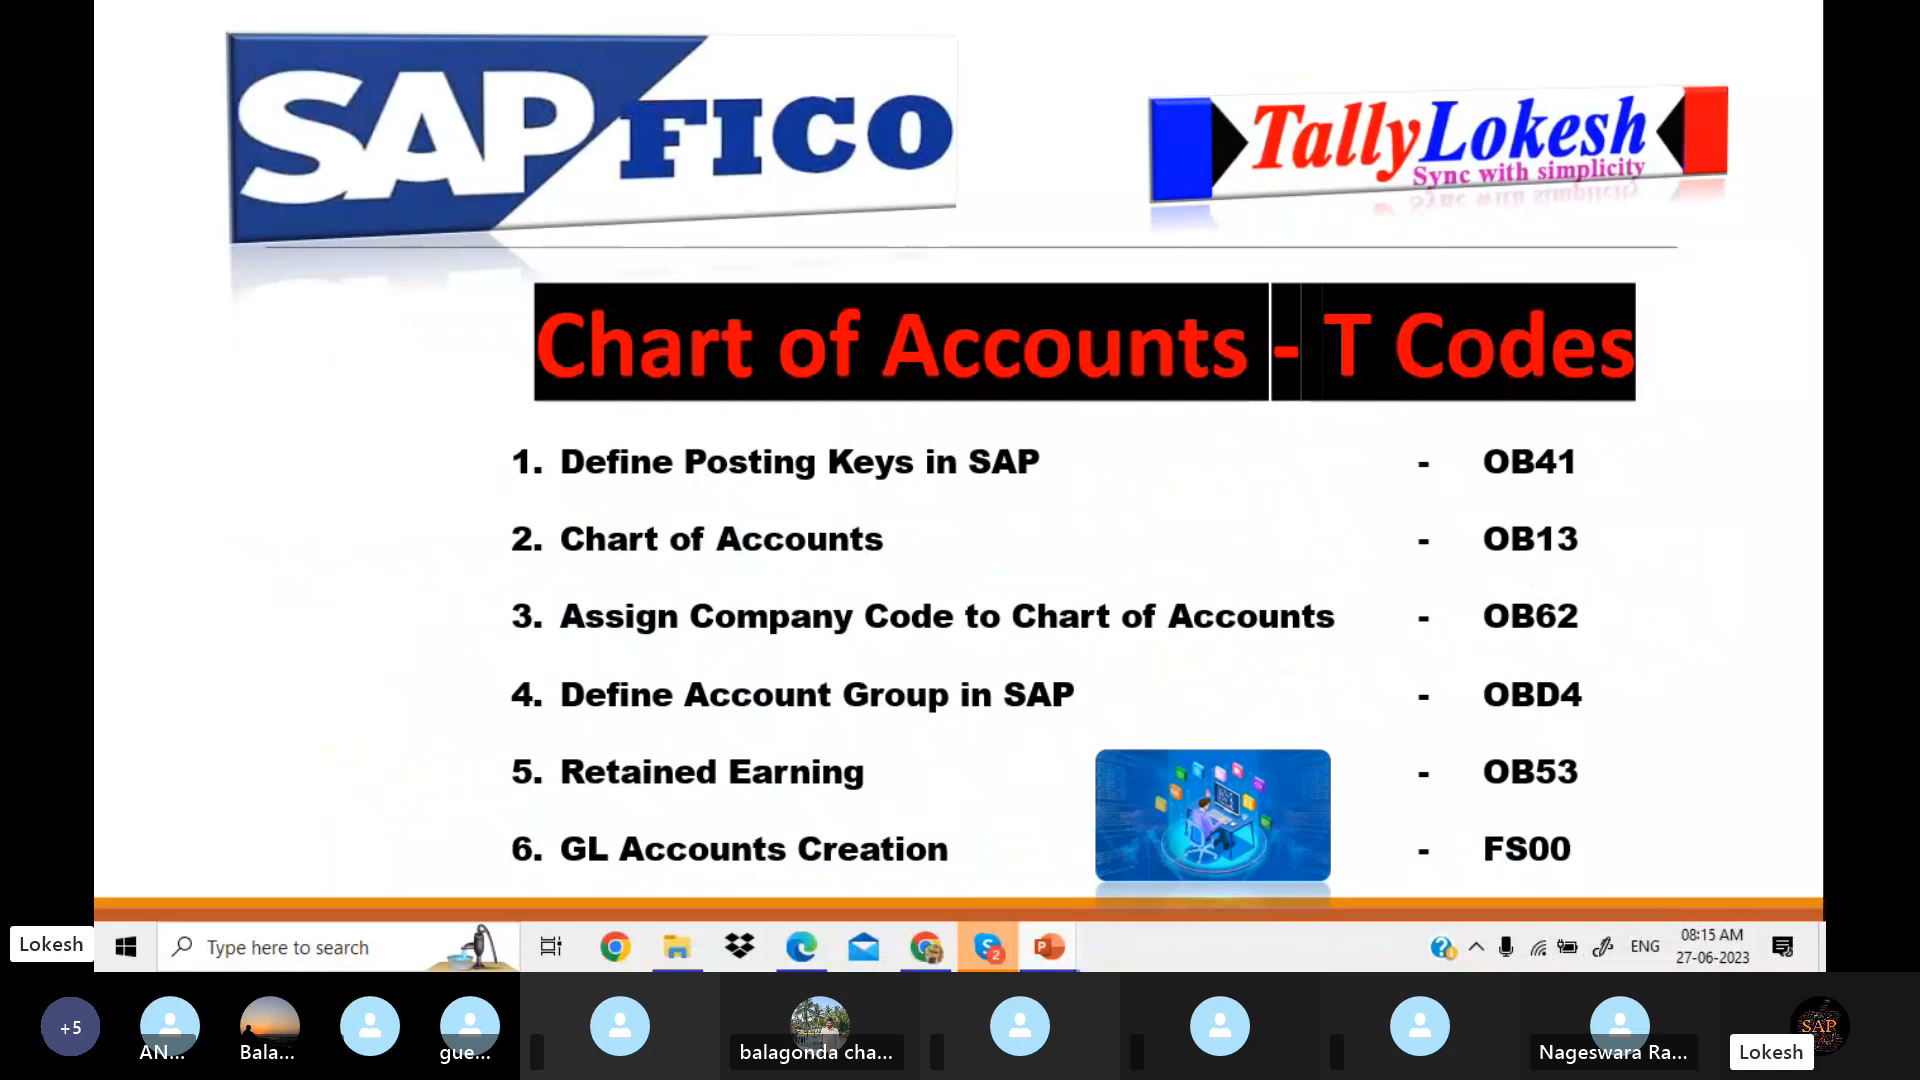 SAP FICO
TallyLokesh
Sync with simplicity
Chart of Accounts - T Codes
1. Define Posting Keys in SAP - OB41
2. Chart of Accounts - OB13
3. Assign Company Code to Chart of Accounts - OB62
4. Define Account Group in SAP - OBD4
5. Retained Earning - OB53
6. GL Accounts Creation - FS00
Lokesh
Type here to search
2
ENG
08:15 AM
27-06-2023
+5
AN...
Bala...
gue...
balagonda cha...
Nageswara Ra...
SAP
Lokesh